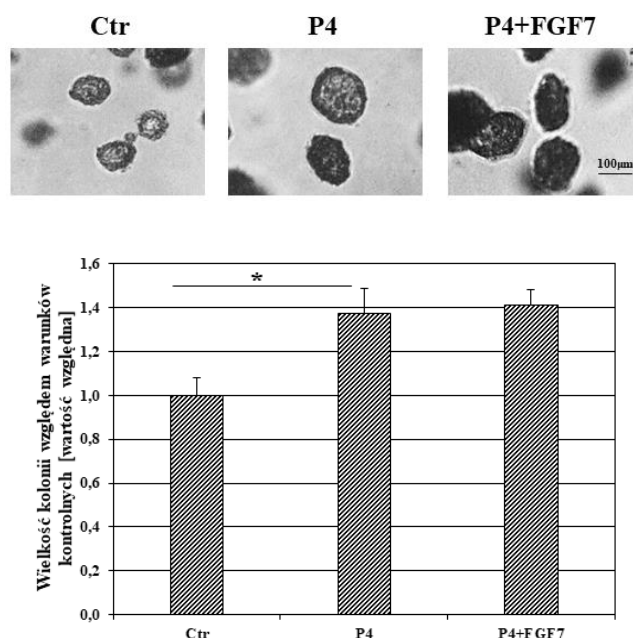 Ctr P4 P4+FGF7
100μm
Wielkość kolonii względem warunków
kontrolnych [wartość względna]
1,6
*
1,4
1,2
1,0
0,8
0,6
0,4
0,2
0,0
Ctr P4 P4+FGF7